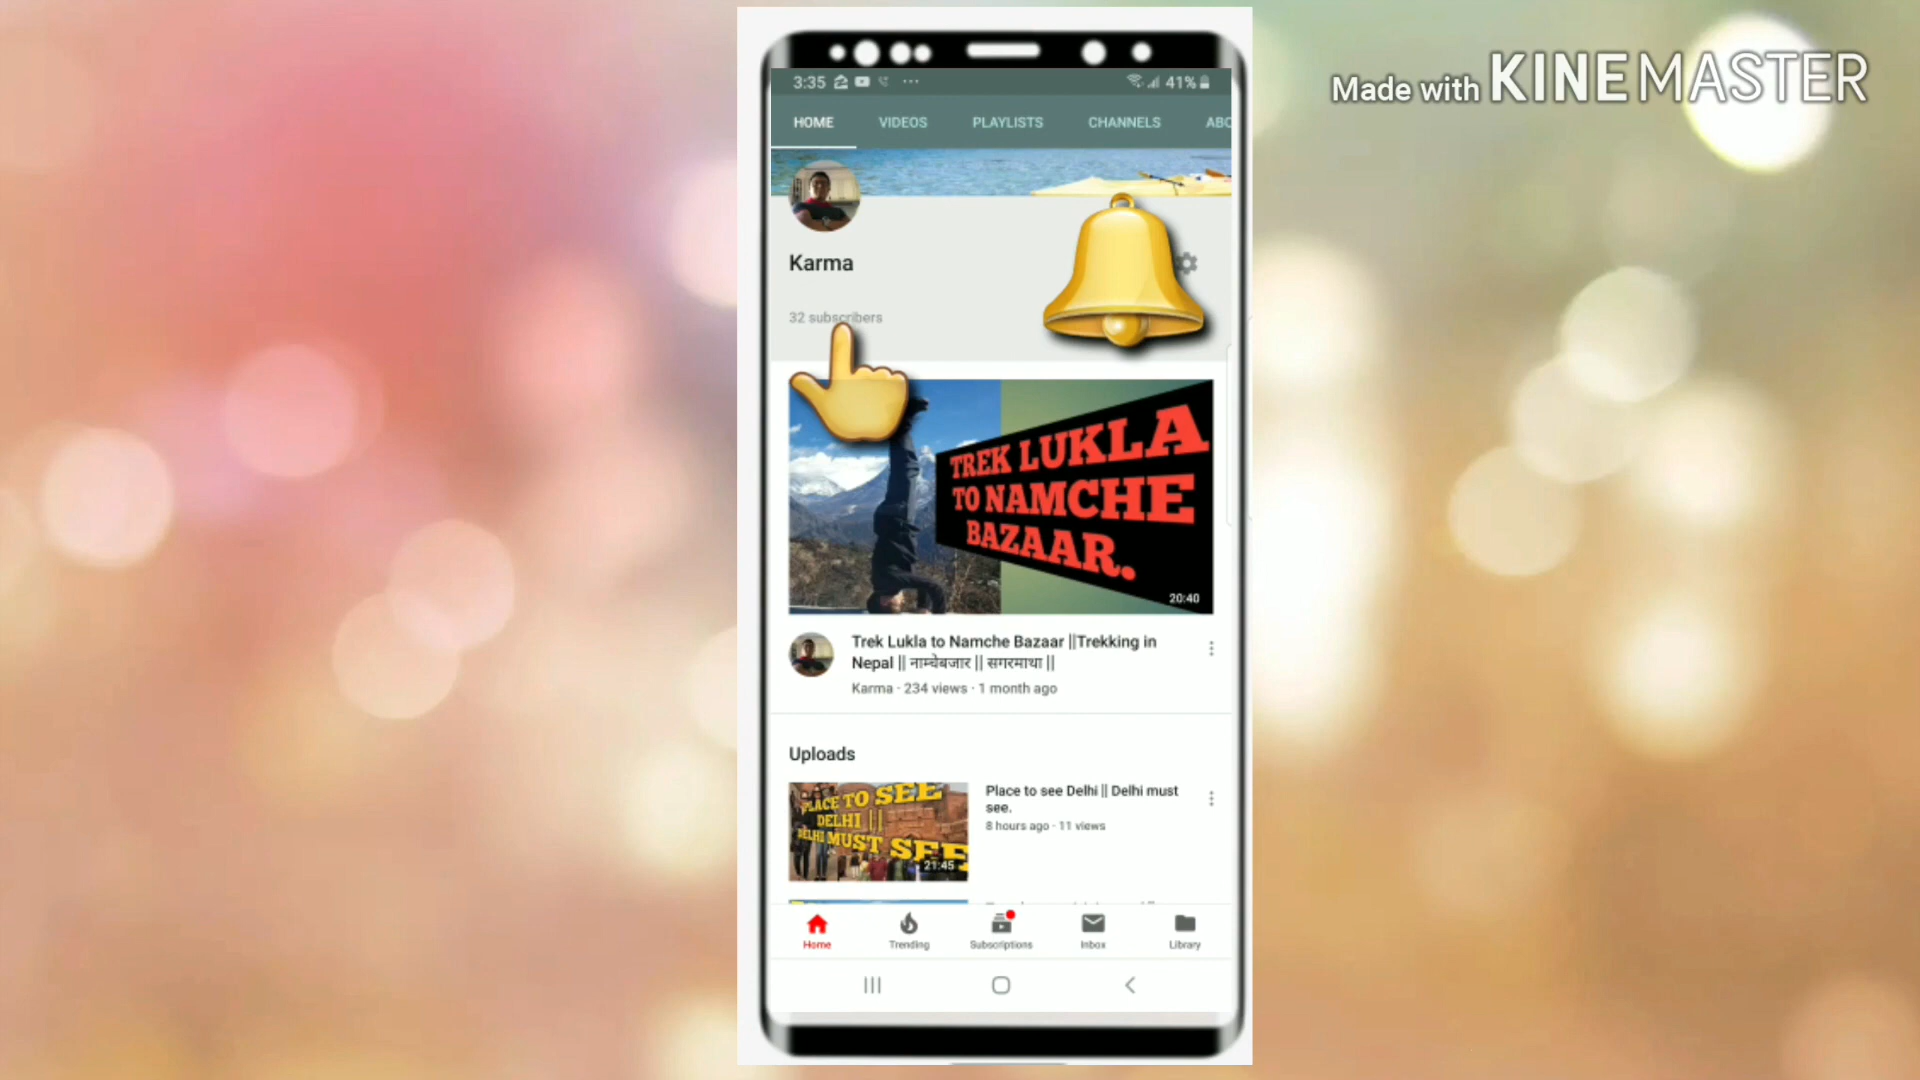 Made with KINEMASTER
3:35
41%
HOME VIDEOS PLAYLISTS CHANNELS ABO
Karma
32 subscribers
TREK LUKLA
TO NAMCHE
BAZAAR.
20:40
Trek Lukla to Namche Bazaar ||Trekking in
Nepal || नाम्चेबजार || सगरमाथा ||
Karma · 234 views · 1 month ago
Uploads
PLACE TO SEE
DELHI ||
DELHI MUST SEE
21:45
Place to see Delhi || Delhi must
see.
8 hours ago · 11 views
Home Trending Subscriptions Inbox Library